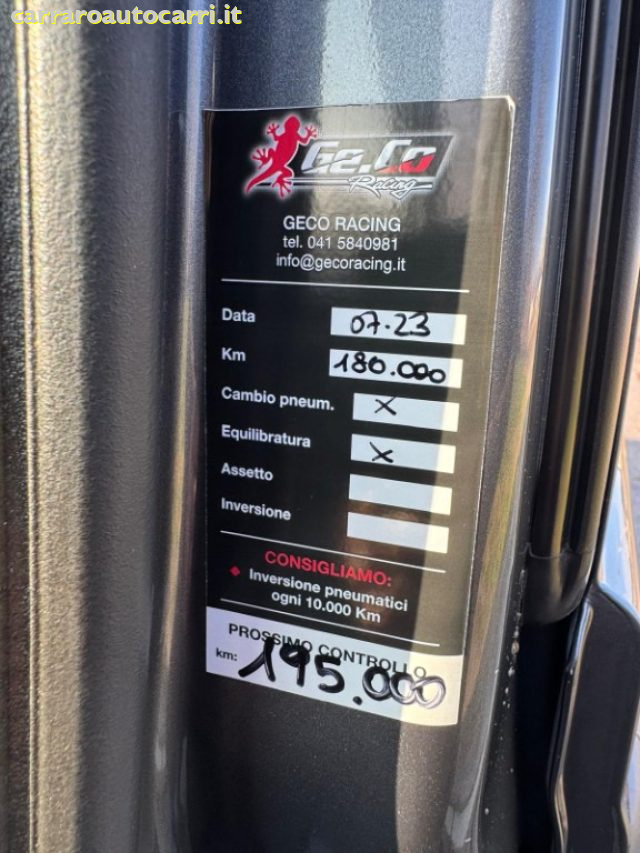 carraroautocarri.it
Ge.Co
Racing
GECO RACING
tel. 041 5840981
info@gecoracing.it
Data 07.23
Km 180.000
Cambio pneum. X
Equilibratura X
Assetto
Inversione
CONSIGLIAMO:
Inversione pneumatici
ogni 10.000 Km
PROSSIMO CONTROLLO
km: 195.000